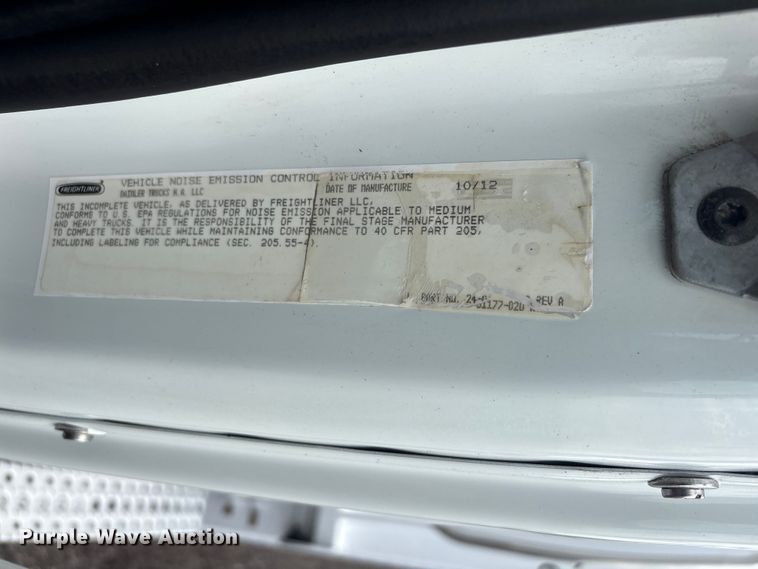 FREIGHTLINER
VEHICLE NOISE EMISSION CONTROL INFORMATION
DAIMLER TRUCKS N.A. LLC
DATE OF MANUFACTURE 10/12
THIS INCOMPLETE VEHICLE, AS DELIVERED BY FREIGHTLINER LLC,
CONFORMS TO U.S. EPA REGULATIONS FOR NOISE EMISSION APPLICABLE TO MEDIUM
AND HEAVY TRUCKS. IT IS THE RESPONSIBILITY OF THE FINAL STAGE MANUFACTURER
TO COMPLETE THIS VEHICLE WHILE MAINTAINING CONFORMANCE TO 40 CFR PART 205,
INCLUDING LABELING FOR COMPLIANCE (SEC. 205.55-4).
PART NO. 24- REV A
Purple Wave Auction